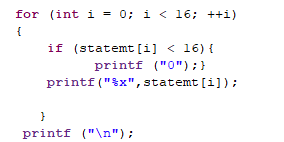 for (int i = 0; i < 16; ++i)
{
if (statemt[i] < 16){
printf ("0");}
printf("%x",statemt[i]);
}
printf ("\n");